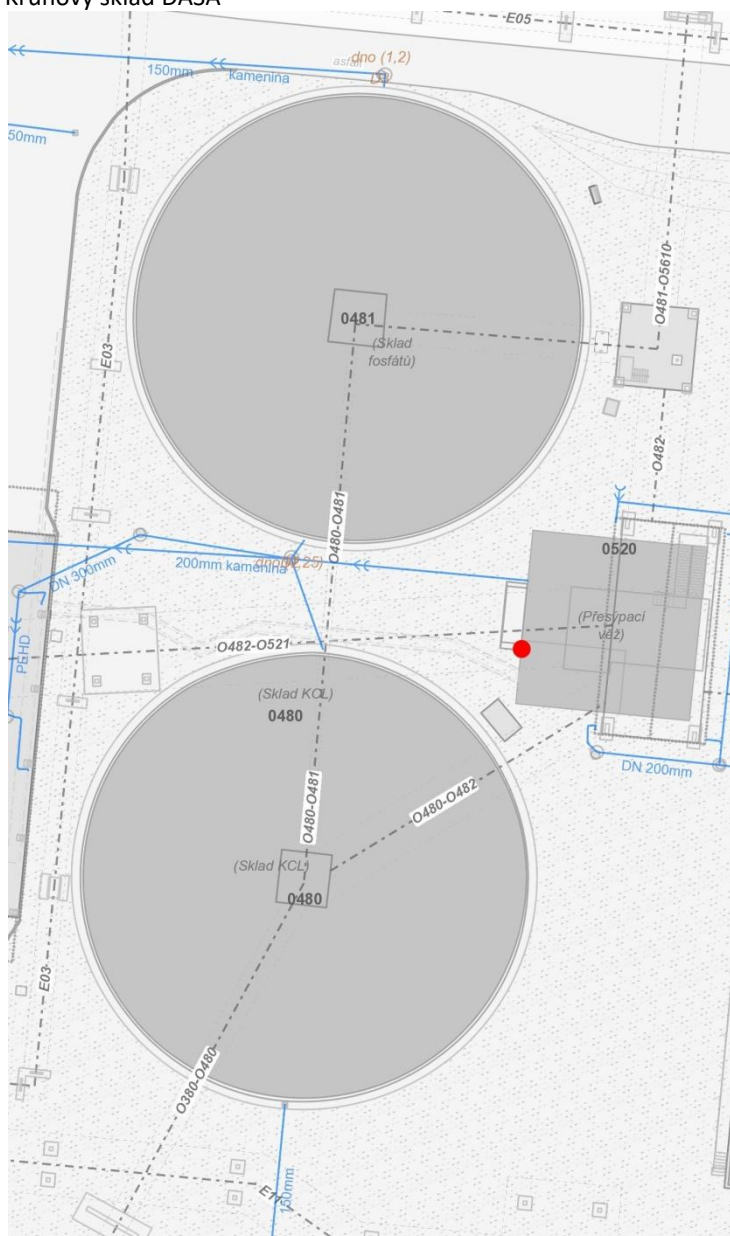 Kruhový sklad DASA
E05
dno (1,2)
asfalt
150mm
kamenina
50mm
O481-O5610
0481
(Sklad
fosfátů)
E03
O482
O480-O481
0520
DN 300mm
200mm kamenina
(Přesýpací
věž)
O482-O521
PEHD
(Sklad KCL)
0480
DN 200mm
O480-O481
O480-O482
(Sklad KCL)
0480
E03
O380-O480
E17
150mm